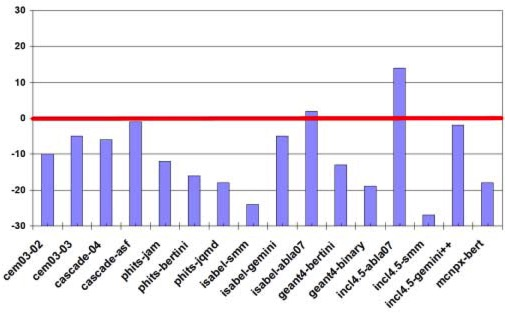 30
20
10
0
-10
-20
-30
cem03-02
cem03-03
cascade-04
cascade-asf
phits-jam
phits-bertini
phits-jqmd
isabel-smm
isabel-gemini
isabel-abla07
geant4-bertini
geant4-binary
incl4.5-abla07
incl4.5-smm
incl4.5-gemini++
mcnpx-bert